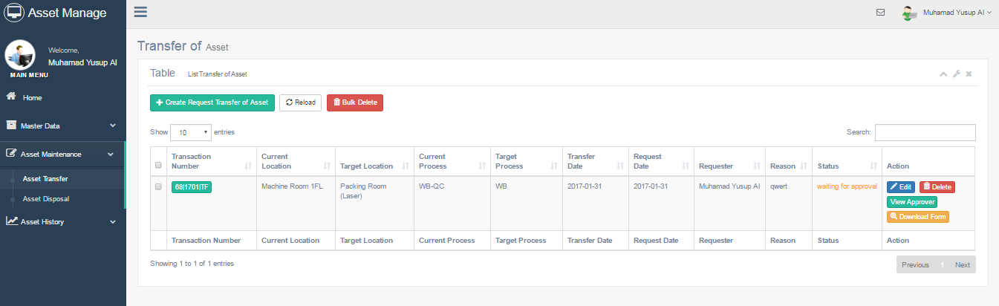 Asset Manage
Muhamad Yusup Al
Welcome,
Muhamad Yusup Al
MAIN MENU
Home
Master Data
Asset Maintenance
Asset Transfer
Asset Disposal
Asset History
Transfer of Asset
Table List Transfer of Asset
Create Request Transfer of Asset Reload Bulk Delete
Show 10 entries Search:
Transaction Number Current Location Target Location Current Process Target Process Transfer Date Request Date Requester Reason Status Action
68|1701|TF Machine Room 1FL Packing Room (Laser) WB-QC WB 2017-01-31 2017-01-31 Muhamad Yusup Al qwert waiting for approval Edit Delete
View Approver
Download Form
Transaction Number Current Location Target Location Current Process Target Process Transfer Date Request Date Requester Reason Status Action
Showing 1 to 1 of 1 entries Previous 1 Next